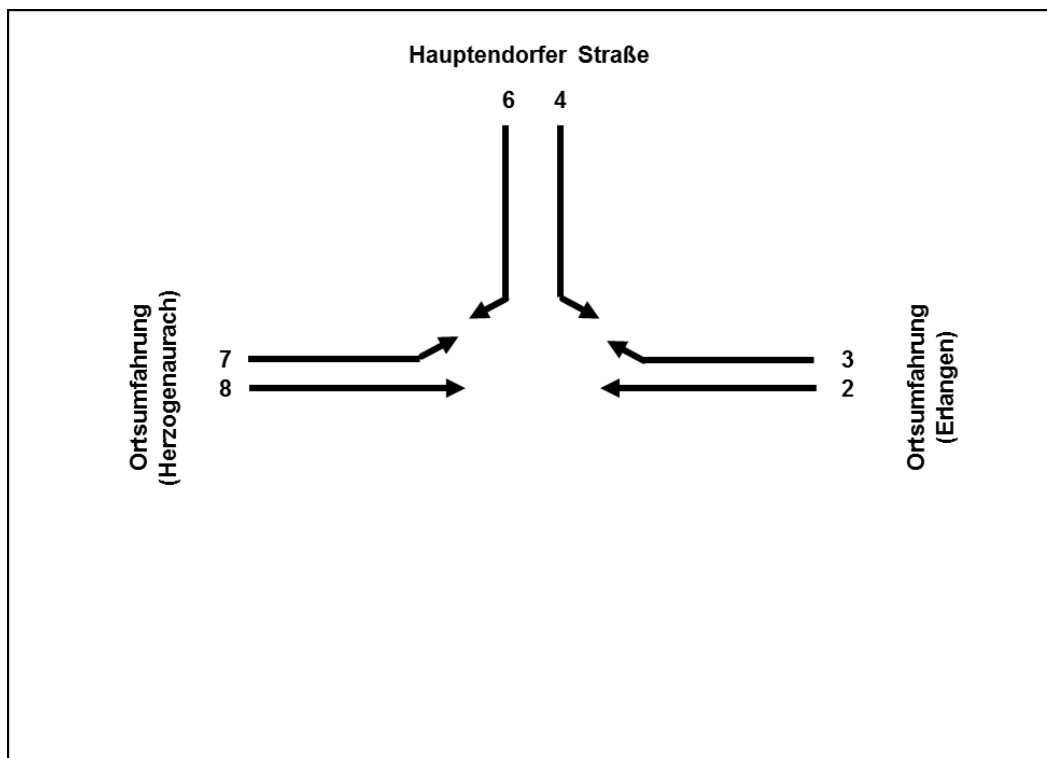 Hauptendorfer Straße
6 4
Ortsumfahrung
(Herzogenaurach)
7
8
3
2
Ortsumfahrung
(Erlangen)